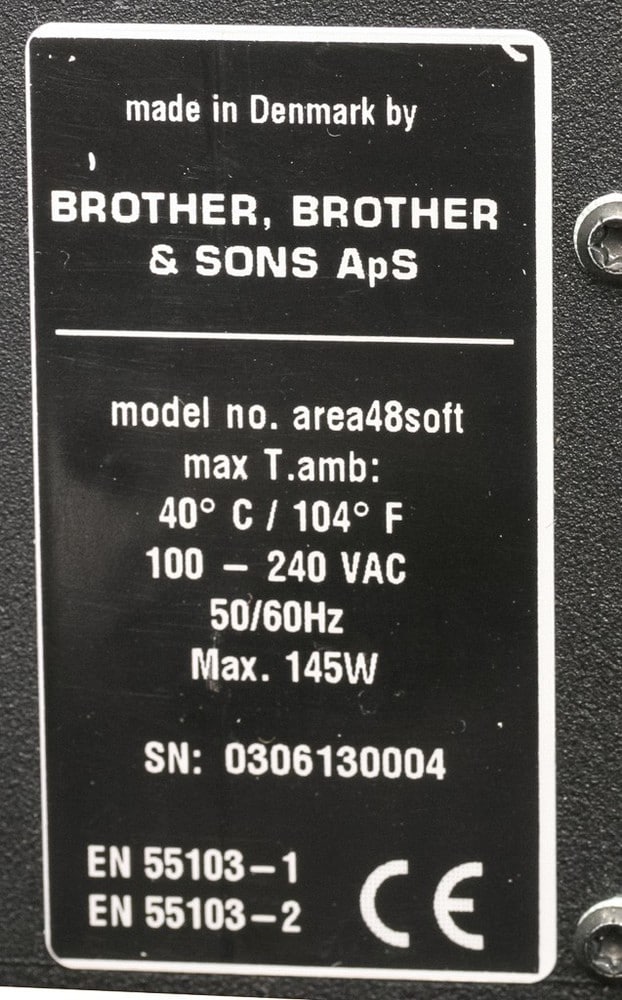 made in Denmark by
BROTHER, BROTHER
& SONS ApS
model no. area48soft
max T.amb:
40° C / 104° F
100 – 240 VAC
50/60Hz
Max. 145W
SN: 0306130004
EN 55103-1
EN 55103-2
CE